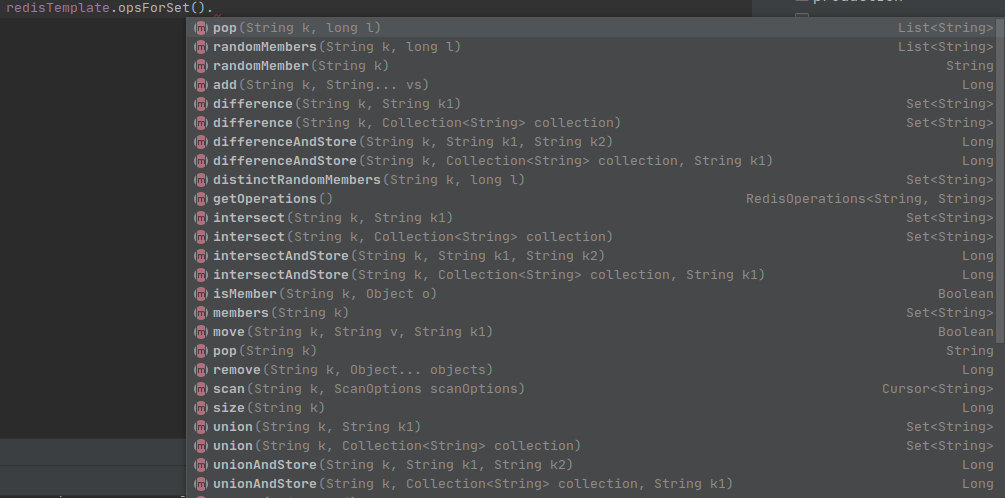 redisTemplate.opsForSet().
m pop(String k, long l) List<String>
m randomMembers(String k, long l) List<String>
m randomMember(String k) String
m add(String k, String... vs) Long
m difference(String k, String k1) Set<String>
m difference(String k, Collection<String> collection) Set<String>
m differenceAndStore(String k, String k1, String k2) Long
m differenceAndStore(String k, Collection<String> collection, String k1) Long
m distinctRandomMembers(String k, long l) Set<String>
m getOperations() RedisOperations<String, String>
m intersect(String k, String k1) Set<String>
m intersect(String k, Collection<String> collection) Set<String>
m intersectAndStore(String k, String k1, String k2) Long
m intersectAndStore(String k, Collection<String> collection, String k1) Long
m isMember(String k, Object o) Boolean
m members(String k) Set<String>
m move(String k, String v, String k1) Boolean
m pop(String k) String
m remove(String k, Object... objects) Long
m scan(String k, ScanOptions scanOptions) Cursor<String>
m size(String k) Long
m union(String k, String k1) Set<String>
m union(String k, Collection<String> collection) Set<String>
m unionAndStore(String k, String k1, String k2) Long
m unionAndStore(String k, Collection<String> collection, String k1) Long